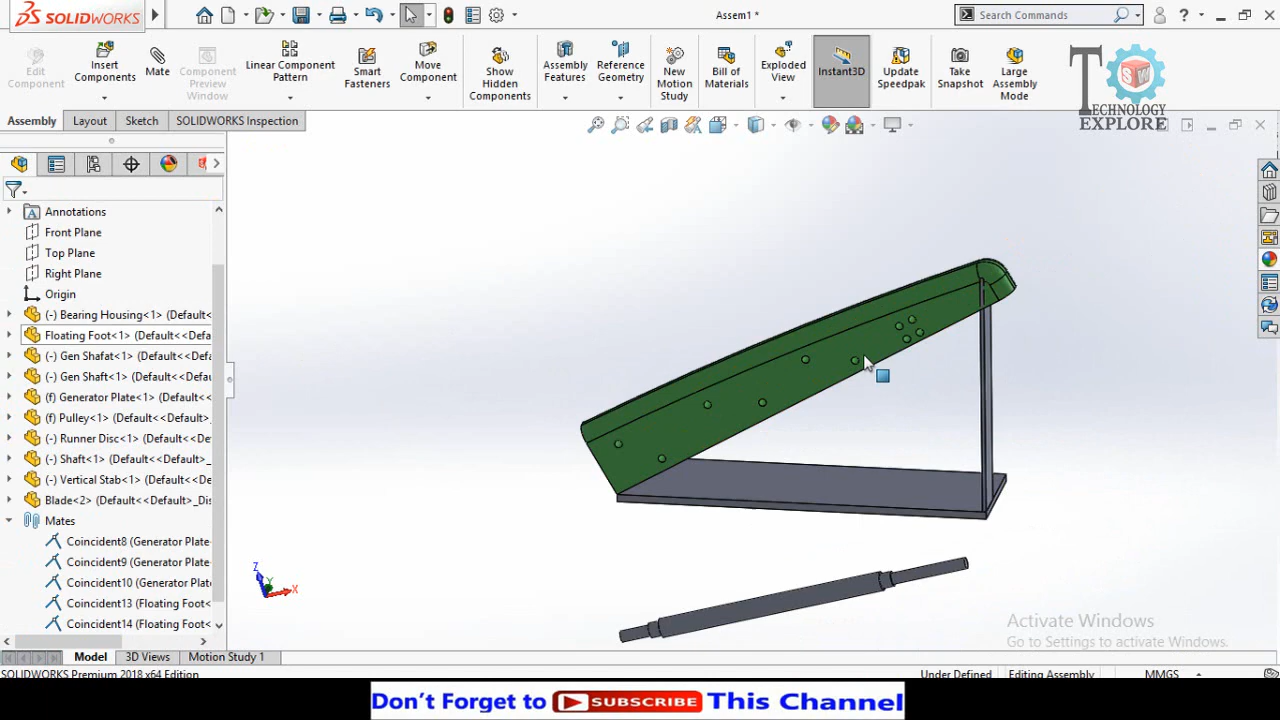 SOLIDWORKS
Assem1 *
Search Commands
?
Edit Component
Insert Components
Mate
Component Preview Window
Linear Component Pattern
Smart Fasteners
Move Component
Show Hidden Components
Assembly Features
Reference Geometry
New Motion Study
Bill of Materials
Exploded View
Instant3D
Update Speedpak
Take Snapshot
Large Assembly Mode
TECHNOLOGY
EXPLORE
SW
Assembly
Layout
Sketch
SOLIDWORKS Inspection
Annotations
Front Plane
Top Plane
Right Plane
Origin
(-) Bearing Housing<1> (Default<
Floating Foot<1> (Default<<Defa
(-) Gen Shafat<1> (Default<<Def
(-) Gen Shaft<1> (Default<<Defa
(f) Generator Plate<1> (Default<
(f) Pulley<1> (Default<<Default>
(-) Runner Disc<1> (Default<<De
(-) Shaft<1> (Default<<Default>_
(-) Vertical Stab<1> (Default<<D
Blade<2> (Default<<Default>_Dis
Mates
Coincident8 (Generator Plate
Coincident9 (Generator Plate
Coincident10 (Generator Plate
Coincident13 (Floating Foot<
Coincident14 (Floating Foot<
Z
Y
X
Activate Windows
Go to Settings to activate Windows.
Model
3D Views
Motion Study 1
SOLIDWORKS Premium 2018 x64 Edition
Under Defined
Editing Assembly
MMGS
Don't Forget to SUBSCRIBE This Channel